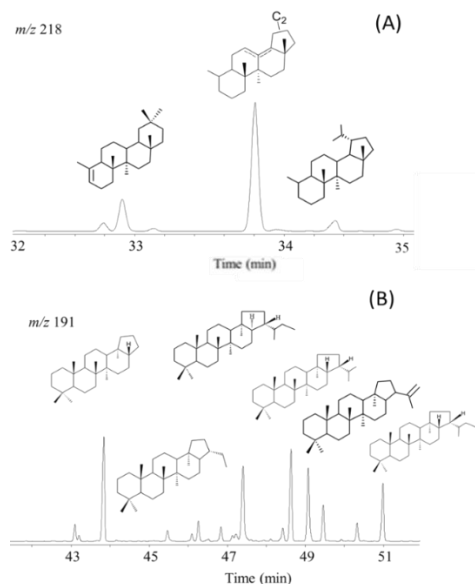 m/z 218
(A)
C2
32 33 34 35
Time (min)
m/z 191
(B)
H
H H
H H
H H
43 45 47 49 51
Time (min)